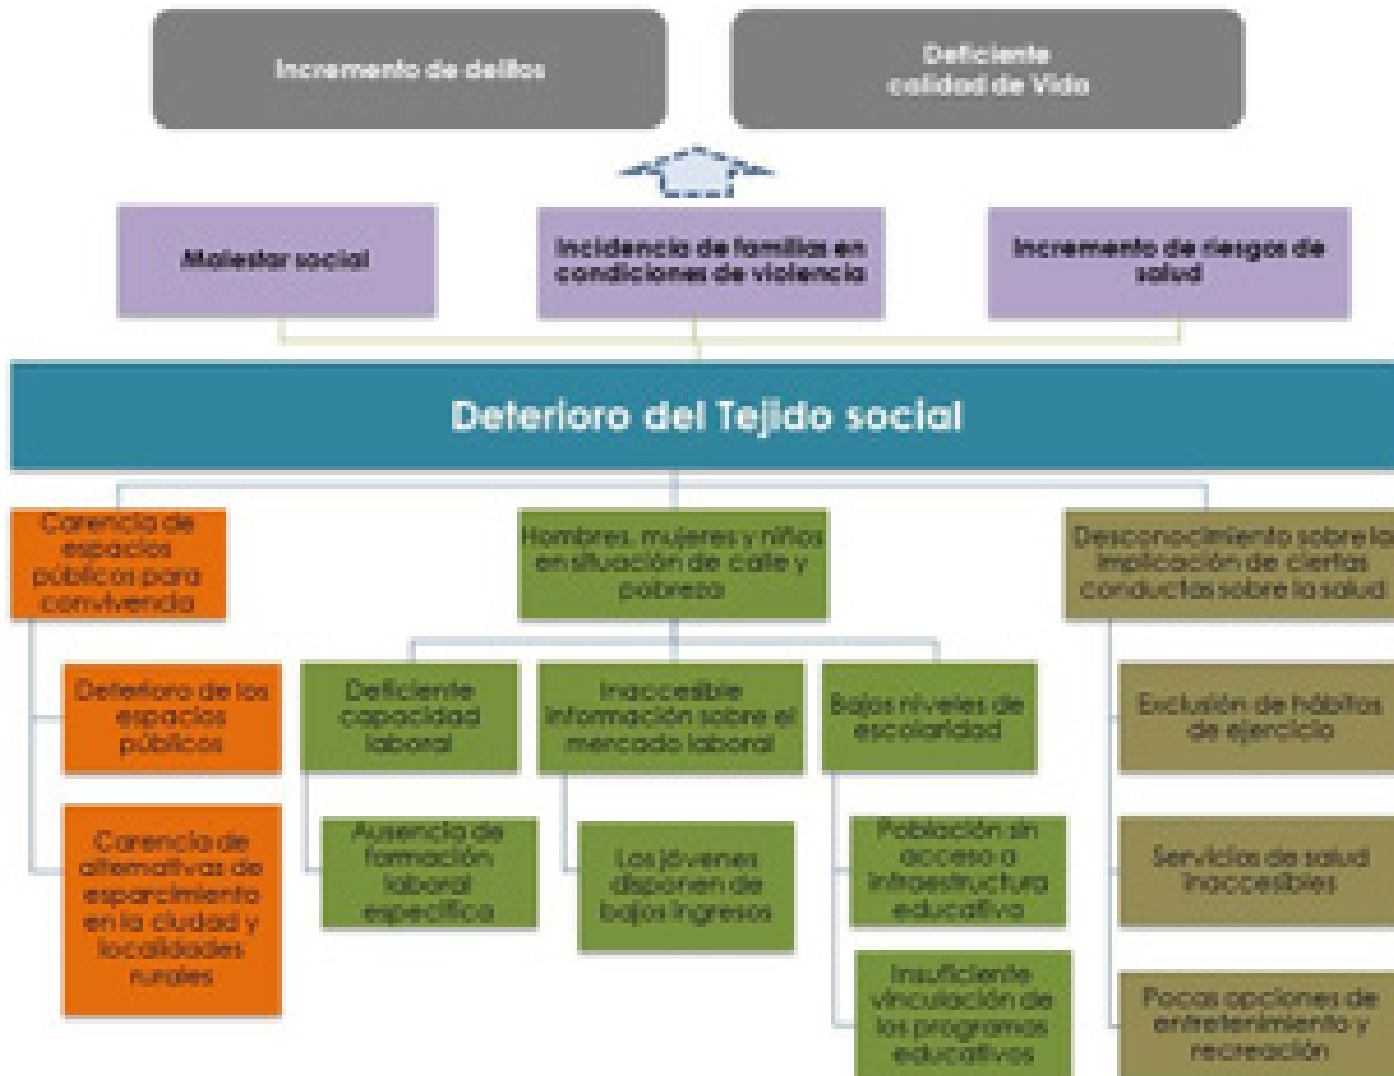 Incremento de delitos
Deficiente
calidad de Vida
Malestar social
Incidencia de familias en
condiciones de violencia
Incremento de riesgos de
salud
Deterioro del Tejido social
Carencia de
espacios
públicos para
convivencia
Hombres, mujeres y niños
en situación de calle y
pobreza
Desconocimiento sobre la
implicación de ciertas
conductas sobre la salud
Deterioro de los
espacios
públicos
Deficiente
capacidad
laboral
Inaccesible
información sobre el
mercado laboral
Bajos niveles de
escolaridad
Exclusión de hábitos
de ejercicio
Carencia de
alternativas de
esparcimiento
en la ciudad y
localidades
rurales
Ausencia de
formación
laboral
específica
Los jóvenes
disponen de
bajos ingresos
Población sin
acceso a
infraestructura
educativa
Servicios de salud
inaccesibles
Insuficiente
vinculación de
los programas
educativos
Pocas opciones de
entretenimiento y
recreación